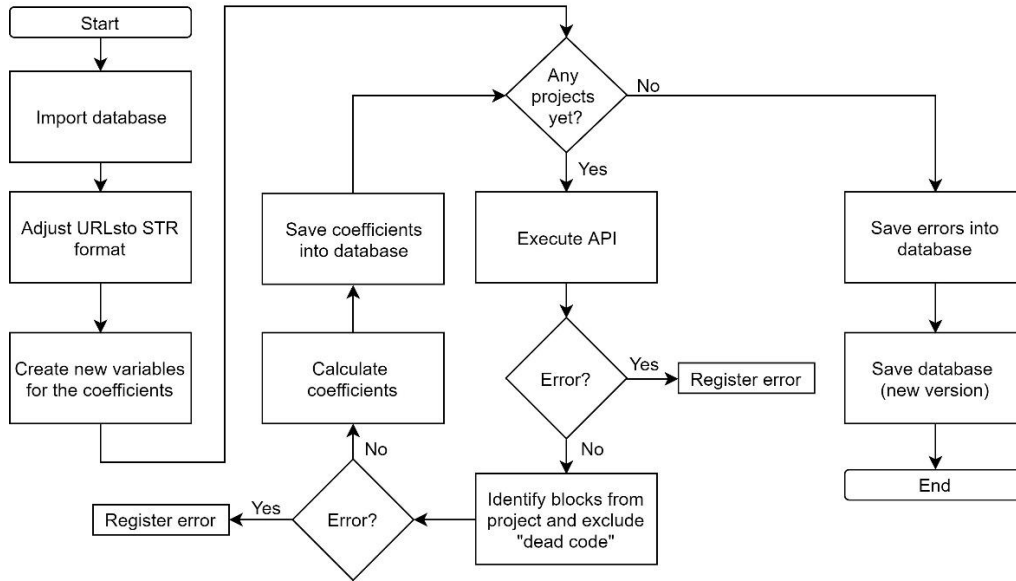 Start
Import database
Adjust URLsto STR
format
Create new variables
for the coefficients
Any
projects
yet?
No
Yes
Execute API
Error?
Yes
Register error
No
Identify blocks from
project and exclude
"dead code"
Error?
Yes
Register error
No
Calculate
coefficients
Save coefficients
into database
Save errors into
database
Save database
(new version)
End